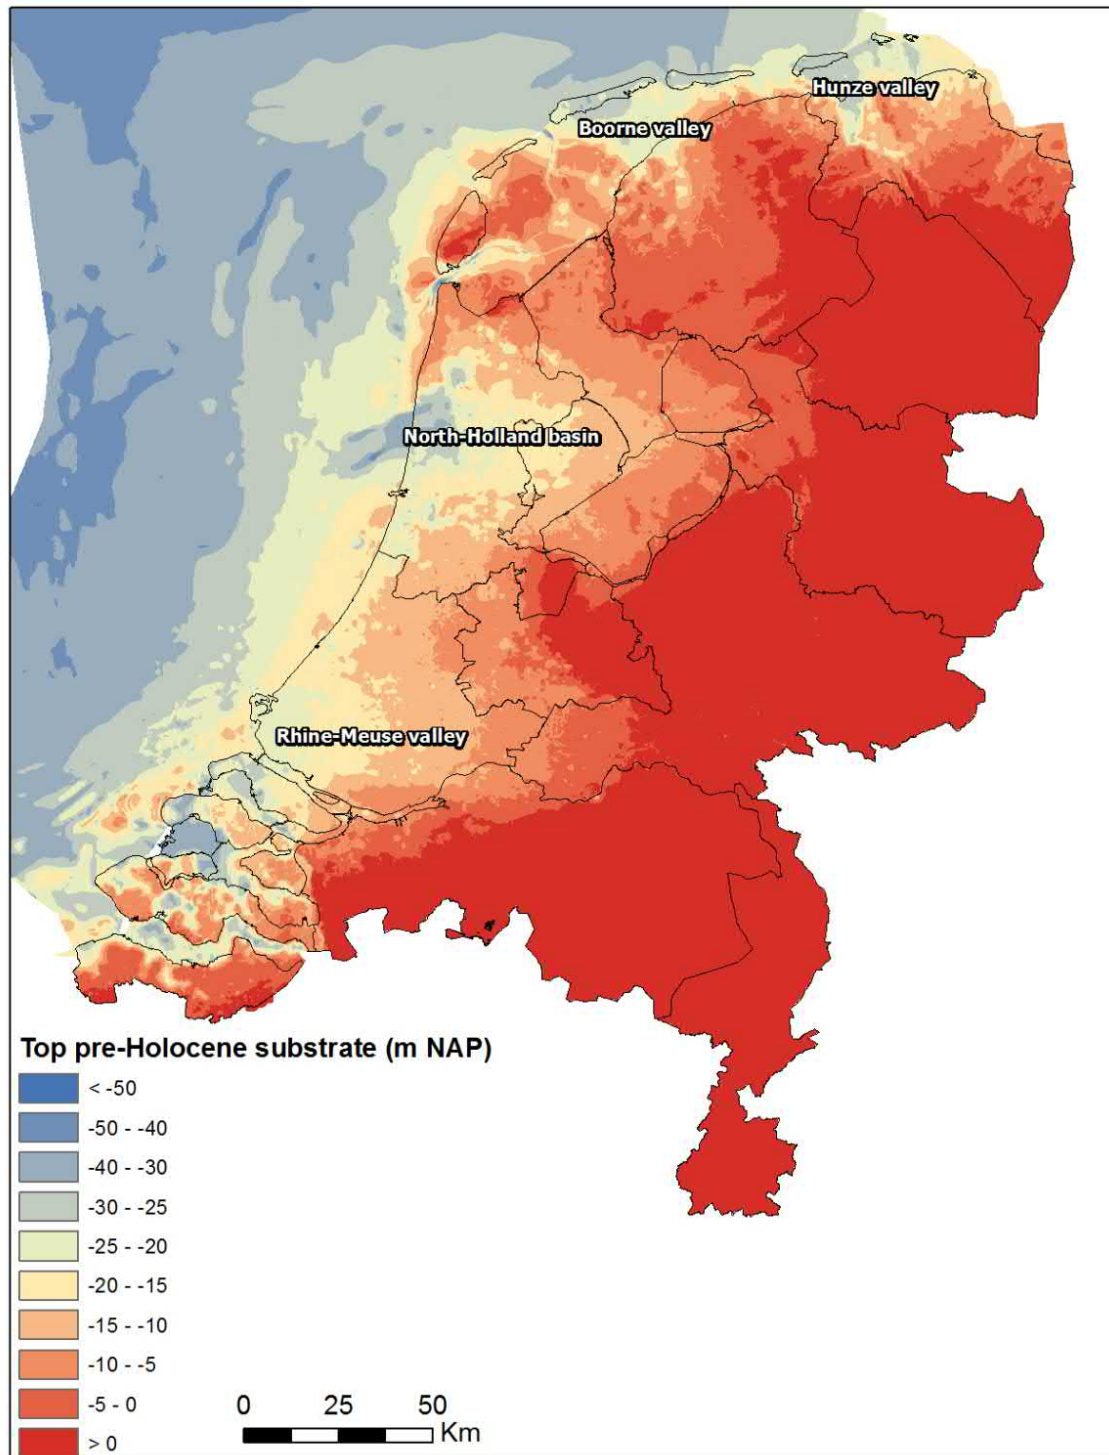 Hunze valley
Boorne valley
North-Holland basin
Rhine-Meuse valley
Top pre-Holocene substrate (m NAP)
< -50
-50 - -40
-40 - -30
-30 - -25
-25 - -20
-20 - -15
-15 - -10
-10 - -5
-5 - 0
> 0
0 25 50
Km